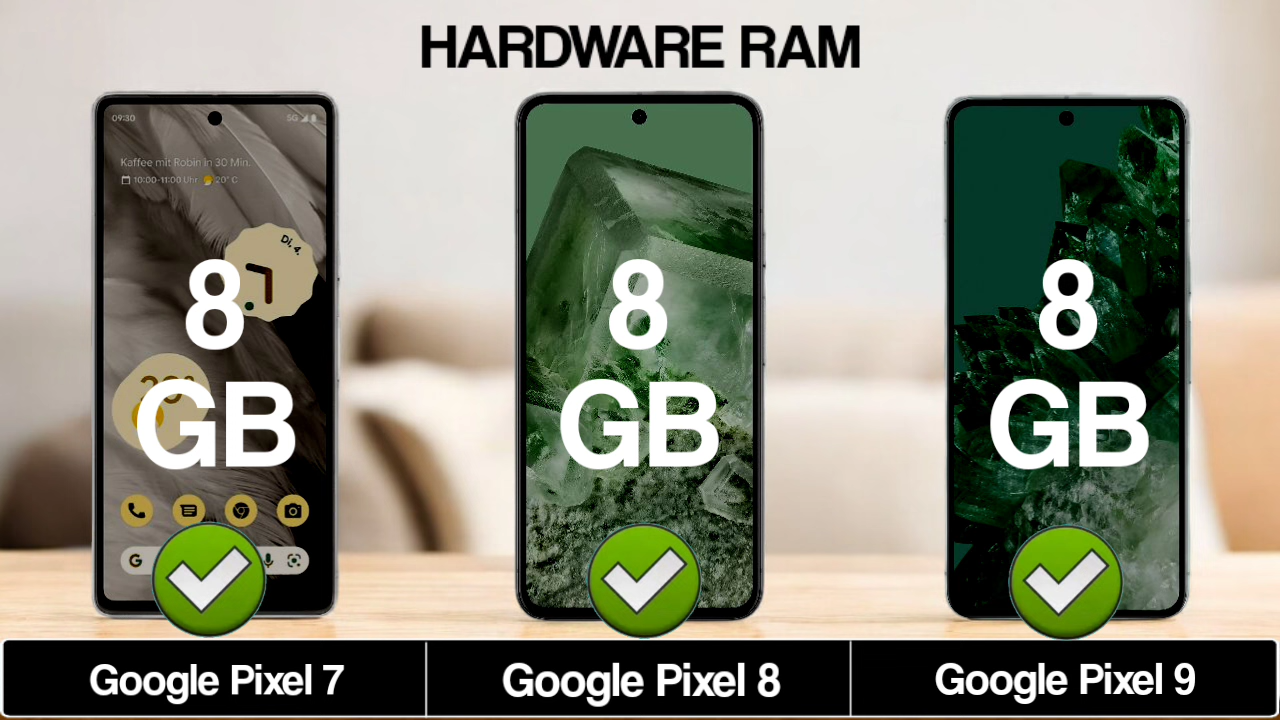 HARDWARE RAM
09:30
5G
Kaffee mit Robin in 30 Min.
10:00-11:00 Uhr 20° C
Di, 4.
8
GB
G
8
GB
8
GB
Google Pixel 7
Google Pixel 8
Google Pixel 9